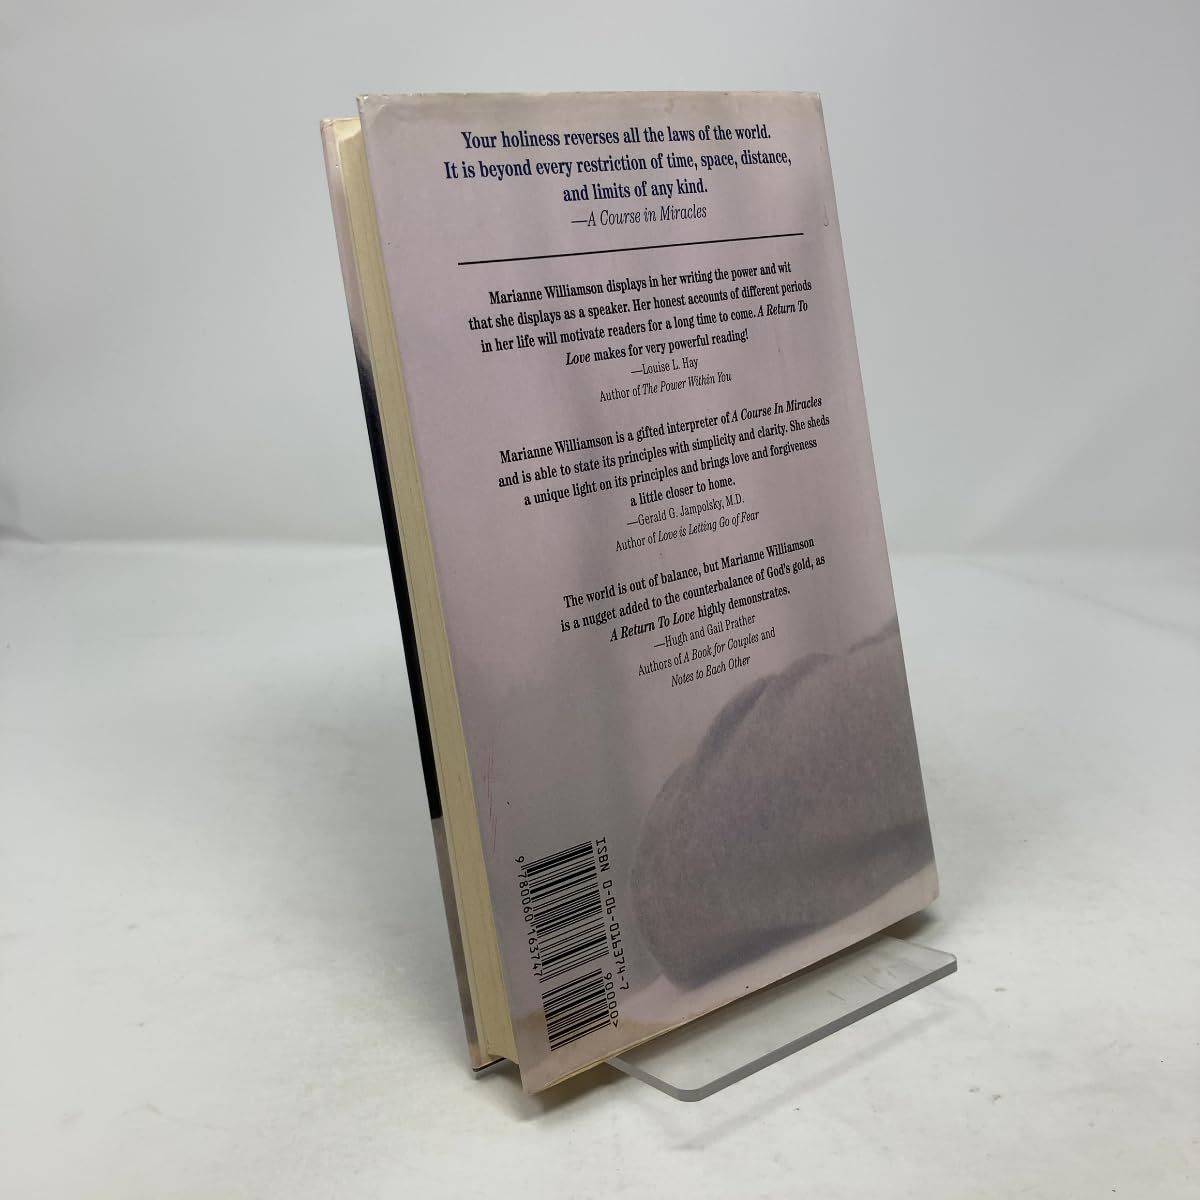 Your holiness reverses all the laws of the world.
It is beyond every restriction of time, space, distance,
and limits of any kind.
—A Course in Miracles
Marianne Williamson displays in her writing the power and wit
that she displays as a speaker. Her honest accounts of different periods
in her life will motivate readers for a long time to come. A Return To
Love makes for very powerful reading!
—Louise L. Hay
Author of The Power Within You
Marianne Williamson is a gifted interpreter of A Course In Miracles
and is able to state its principles with simplicity and clarity. She sheds
a unique light on its principles and brings love and forgiveness
a little closer to home.
—Gerald G. Jampolsky, M.D.
Author of Love is Letting Go of Fear
The world is out of balance, but Marianne Williamson
is a nugget added to the counterbalance of God's gold, as
A Return To Love highly demonstrates.
—Hugh and Gail Prather
Authors of A Book for Couples and
Notes to Each Other
ISBN 0-06-016374-7
90000>
9 780060 163747